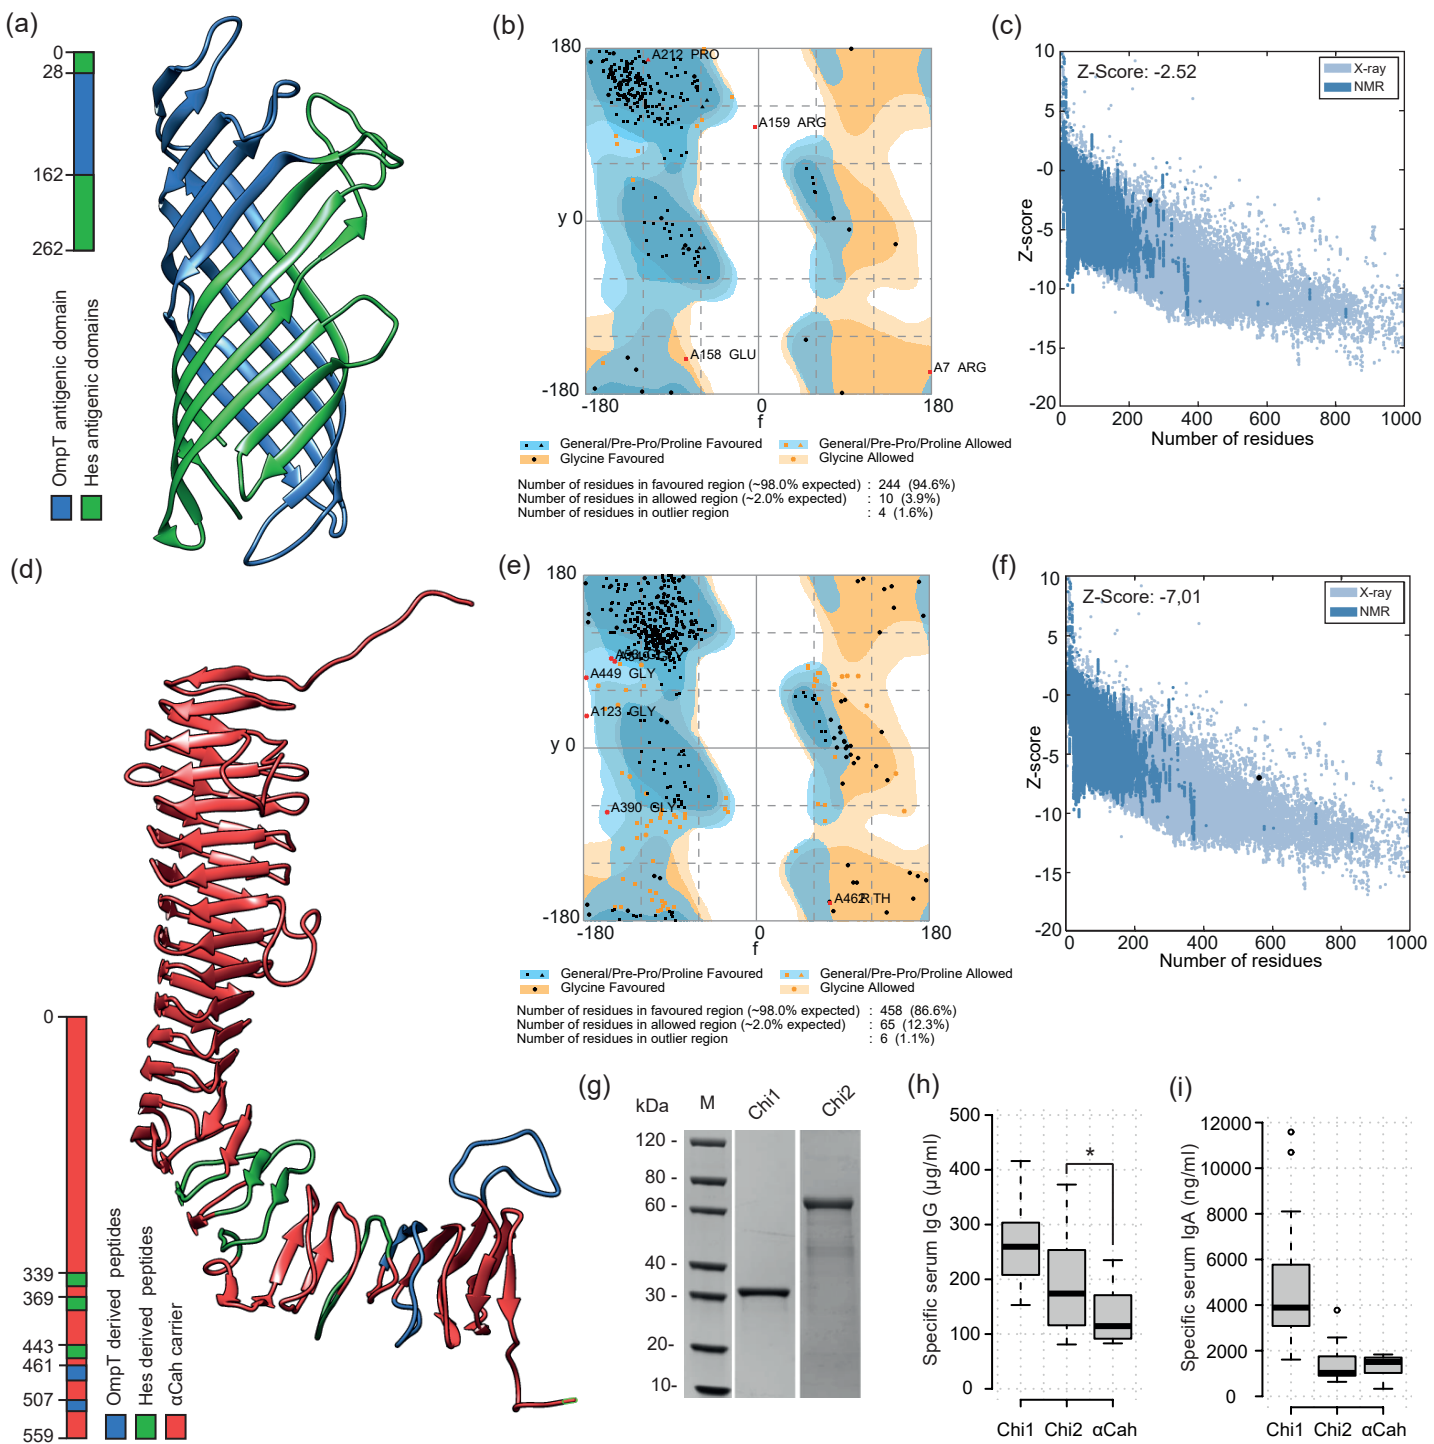 (a)
0
28
162
262
OmpT antigenic domain
Hes antigenic domains
(b)
180
y 0
-180
-180
0
180
f
A212 PRO
A159 ARG
A158 GLU
A7 ARG
General/Pre-Pro/Proline Favoured
General/Pre-Pro/Proline Allowed
Glycine Favoured
Glycine Allowed
Number of residues in favoured region (~98.0% expected) : 244 (94.6%)
Number of residues in allowed region (~2.0% expected) : 10 (3.9%)
Number of residues in outlier region : 4 (1.6%)
(c)
Z-Score: -2.52
X-ray
NMR
10
5
-0
-5
-10
-15
-20
Z-score
0 200 400 600 800 1000
Number of residues
(d)
0
339
369
443
461
507
559
OmpT derived peptides
Hes derived peptides
αCah carrier
(e)
180
y 0
-180
-180
0
180
f
A449 GLY
A123 GLY
A390 GLY
General/Pre-Pro/Proline Favoured
General/Pre-Pro/Proline Allowed
Glycine Favoured
Glycine Allowed
Number of residues in favoured region (~98.0% expected) : 458 (86.6%)
Number of residues in allowed region (~2.0% expected) : 65 (12.3%)
Number of residues in outlier region : 6 (1.1%)
(f)
Z-Score: -7,01
X-ray
NMR
10
5
-0
-5
-10
-15
-20
Z-score
0 200 400 600 800 1000
Number of residues
(g)
kDa M Chi1 Chi2
120 -
80 -
60 -
40 -
30 -
20 -
10-
(h)
Specific serum IgG (µg/ml)
500
400
300
200
100
0
*
Chi1 Chi2 αCah
(i)
Specific serum IgA (ng/ml)
12000
10000
8000
6000
4000
2000
0
Chi1 Chi2 αCah